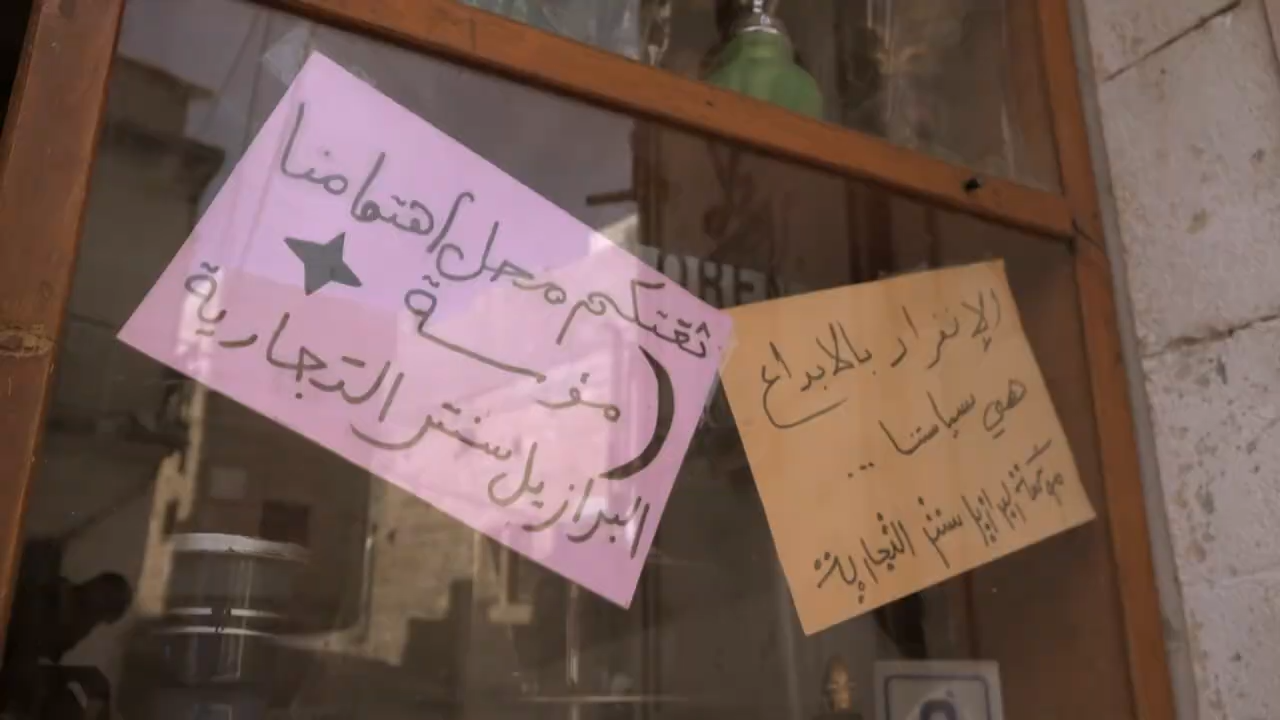 ثقتكم محل اهتمامنا
مؤسسة
البرازيل سنتر التجارية
الإنفراد بالابداع
هي سياستنا...
مؤسسة البرازيل سنتر التجارية